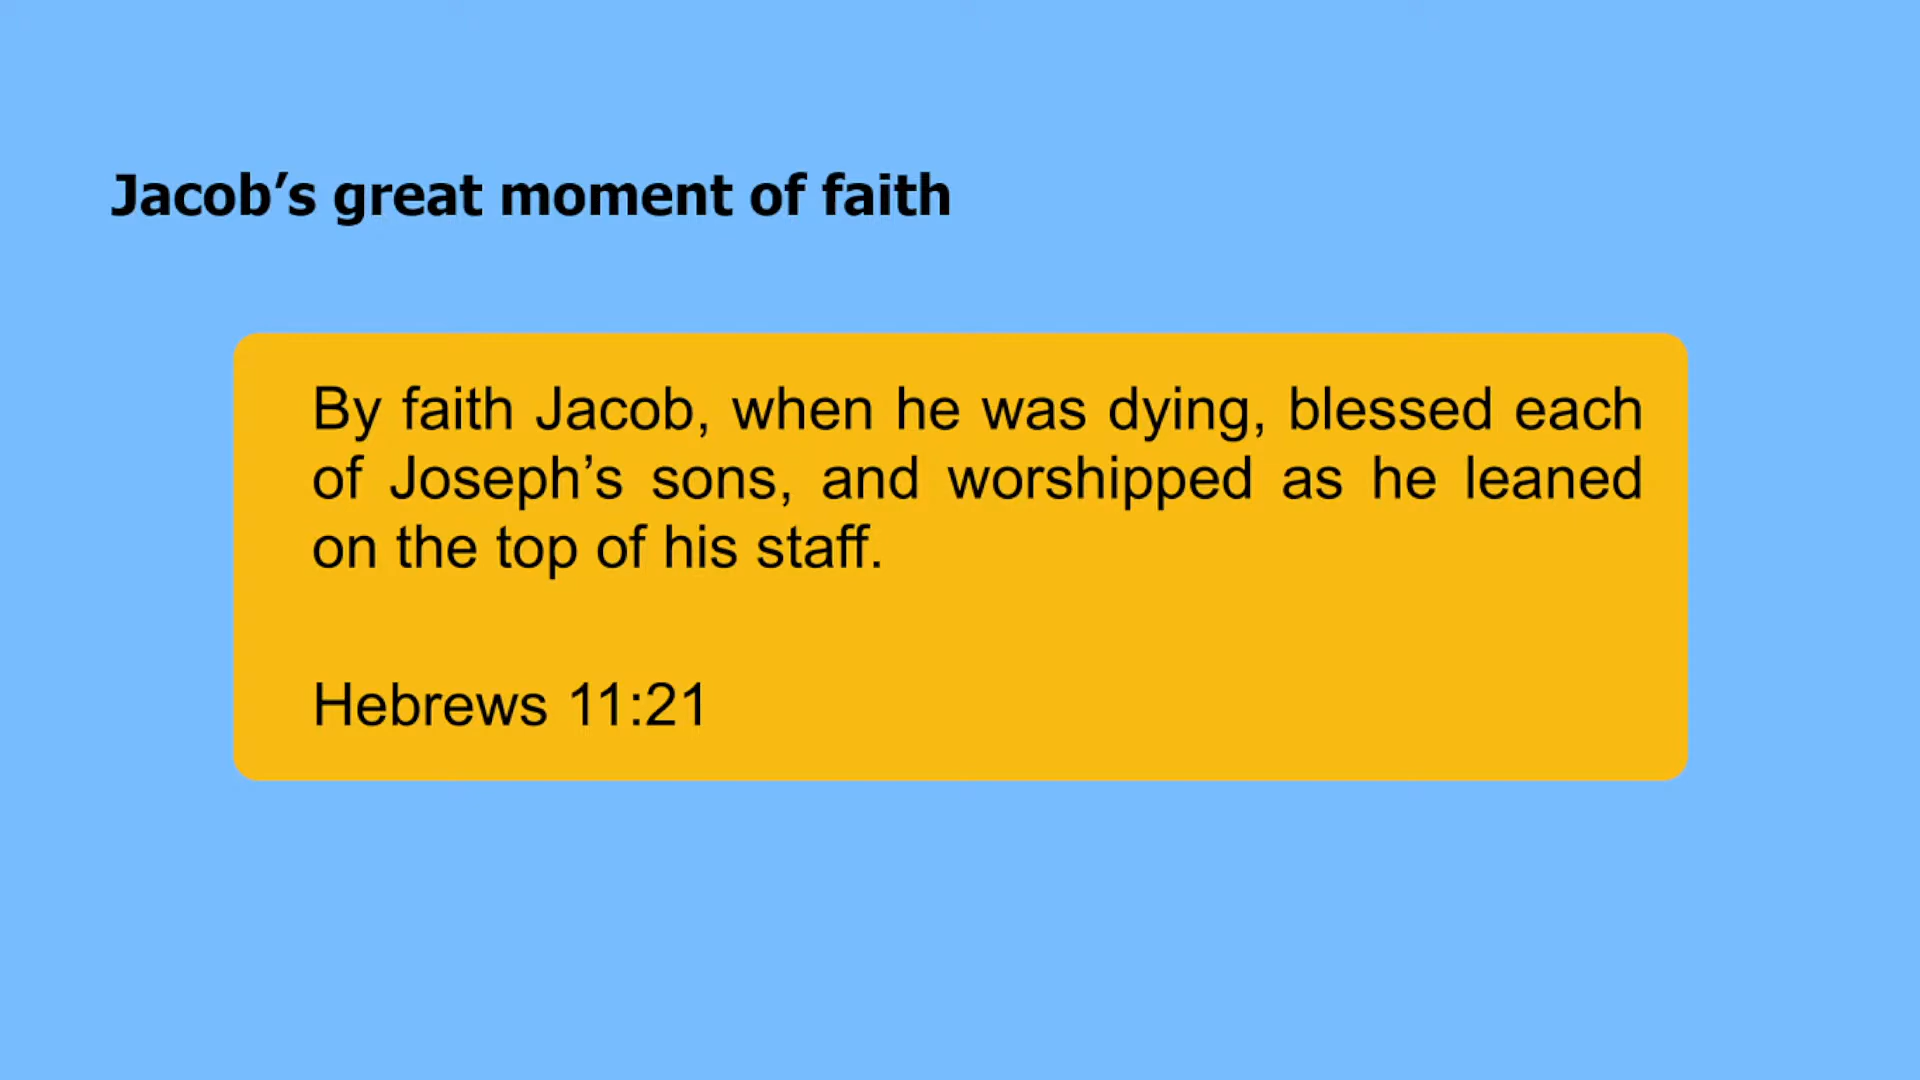 Jacob’s great moment of faith
By faith Jacob, when he was dying, blessed each
of Joseph’s sons, and worshipped as he leaned
on the top of his staff.
Hebrews 11:21